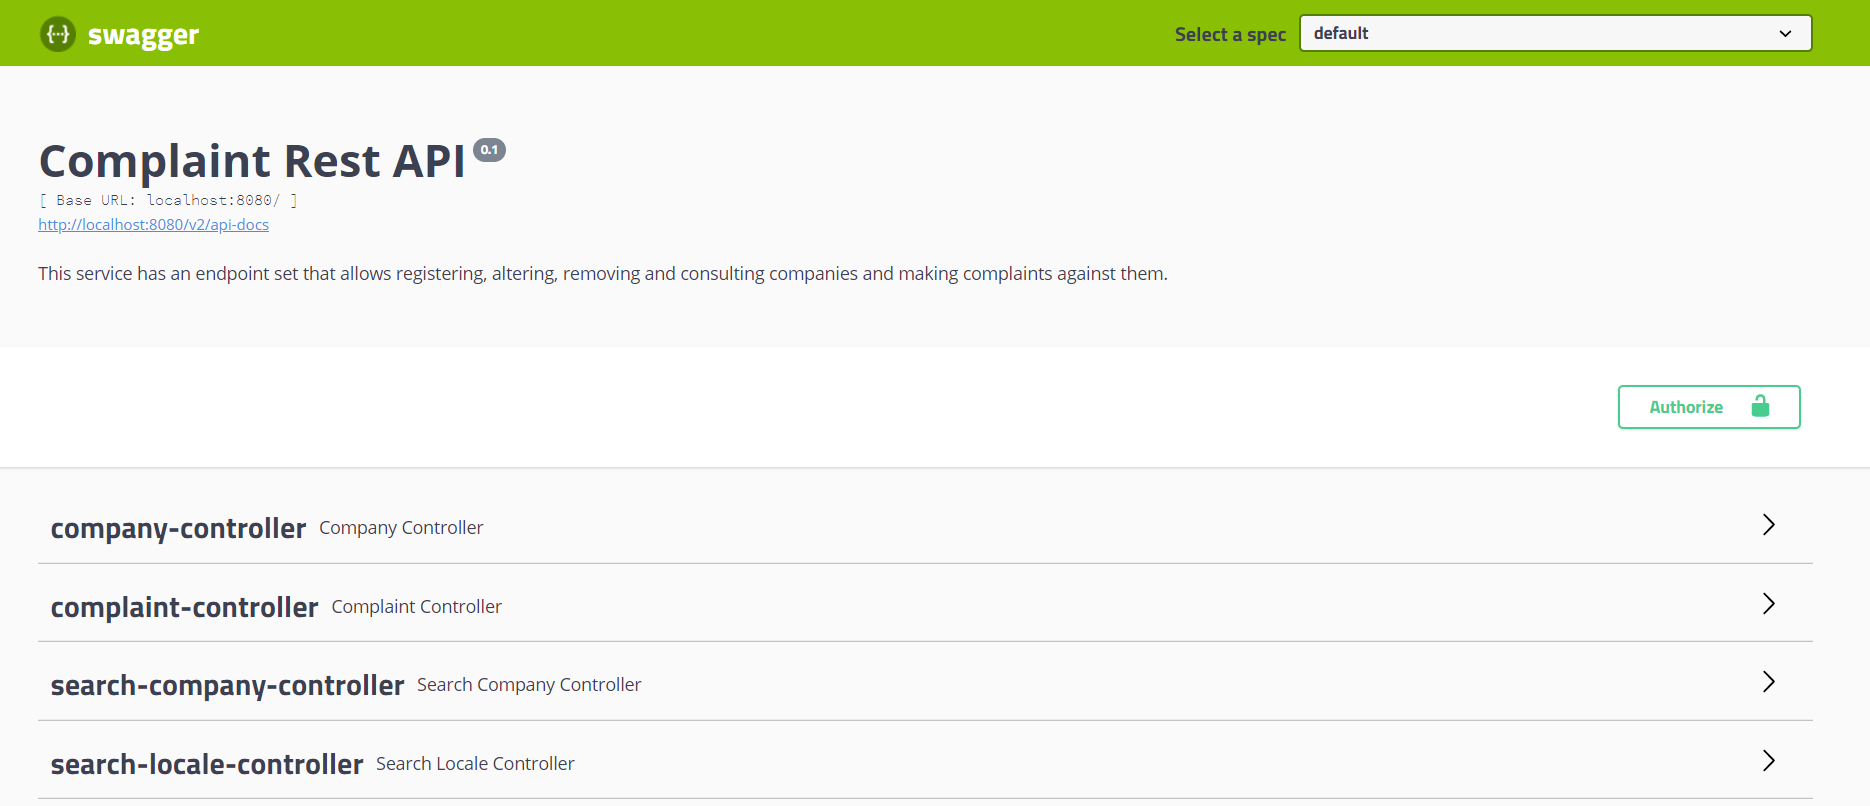 {···} swagger
Select a spec default
Complaint Rest API 0.1
[ Base URL: localhost:8080/ ]
http://localhost:8080/v2/api-docs
This service has an endpoint set that allows registering, altering, removing and consulting companies and making complaints against them.
Authorize
company-controller Company Controller
complaint-controller Complaint Controller
search-company-controller Search Company Controller
search-locale-controller Search Locale Controller